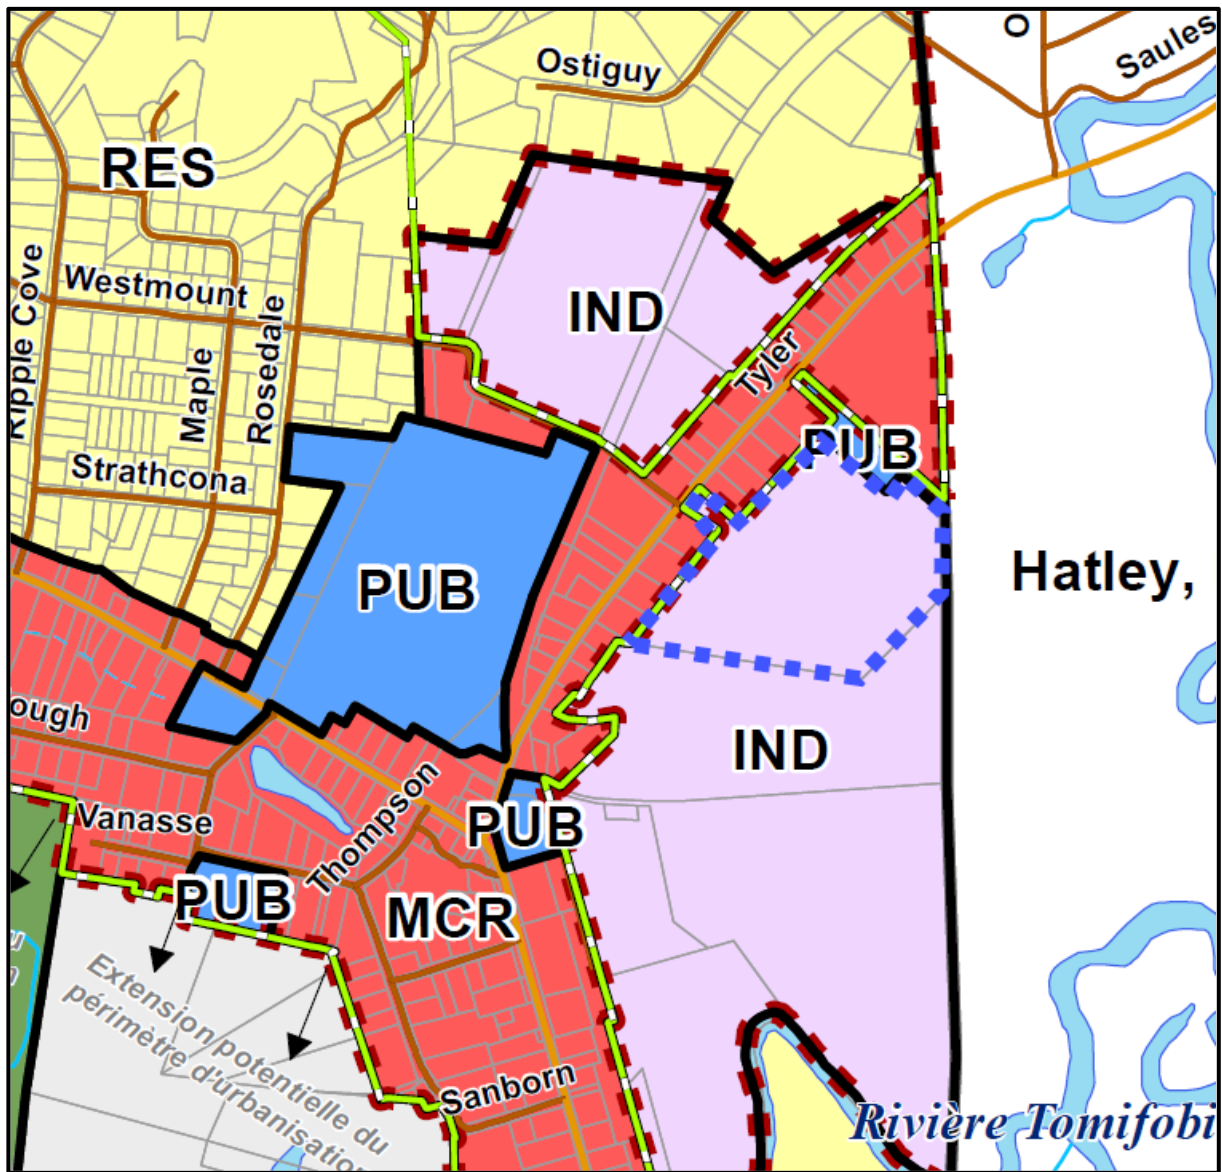 O
Saules
Ostiguy
RES
Westmount
Ripple Cove
Maple
Rosedale
IND
Tyler
Strathcona
PUB
PUB
Hatley,
ough
IND
Vanasse
Thompson
PUB
PUB
MCR
Extension potentielle du
périmètre d'urbanisation
Sanborn
Rivière Tomifobi